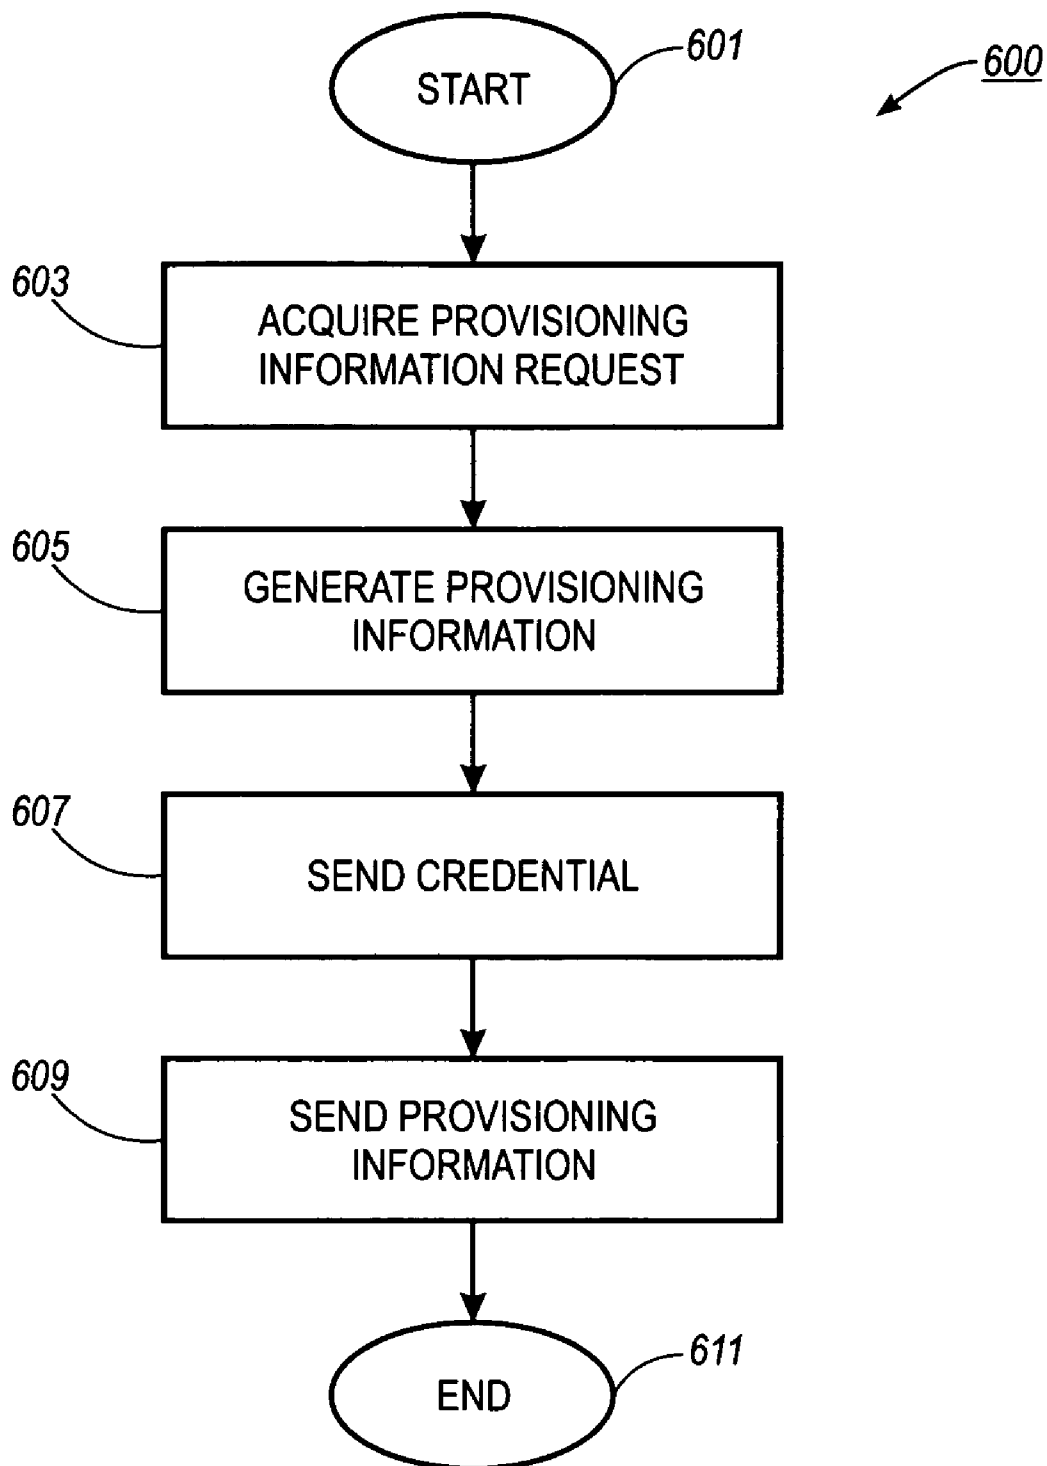 601
600
START
603
ACQUIRE PROVISIONING
INFORMATION REQUEST
605
GENERATE PROVISIONING
INFORMATION
607
SEND CREDENTIAL
609
SEND PROVISIONING
INFORMATION
611
END